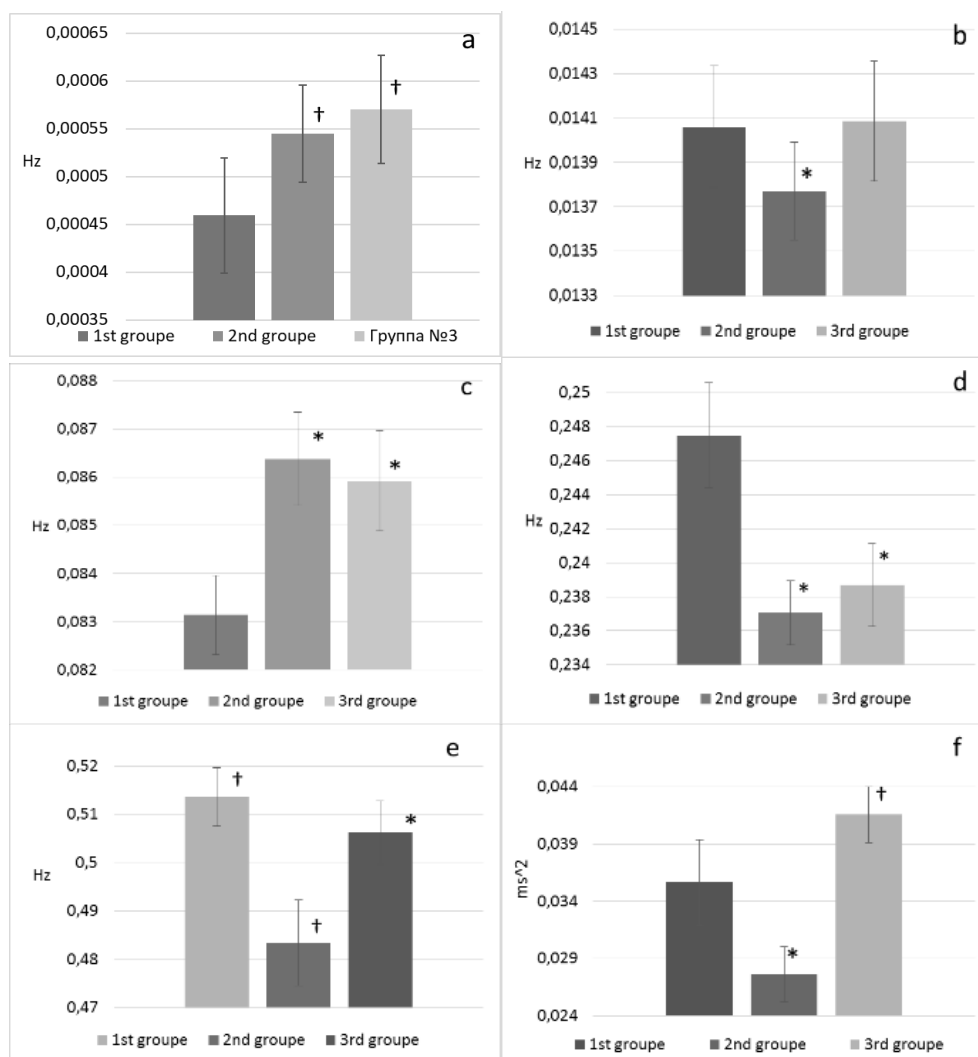 a
0,00065
0,0006
0,00055
0,0005
0,00045
0,0004
0,00035
Hz
†
†
1st groupe 2nd groupe Группа №3
b
0,0145
0,0143
0,0141
0,0139
0,0137
0,0135
0,0133
Hz
*
1st groupe 2nd groupe 3rd groupe
c
0,088
0,087
0,086
0,085
0,084
0,083
0,082
Hz
*
*
1st groupe 2nd groupe 3rd groupe
d
0,25
0,248
0,246
0,244
0,242
0,24
0,238
0,236
0,234
Hz
*
*
1st groupe 2nd groupe 3rd groupe
e
0,52
0,51
0,5
0,49
0,48
0,47
Hz
†
†
*
1st groupe 2nd groupe 3rd groupe
f
0,044
0,039
0,034
0,029
0,024
ms^2
*
†
1st groupe 2nd groupe 3rd groupe